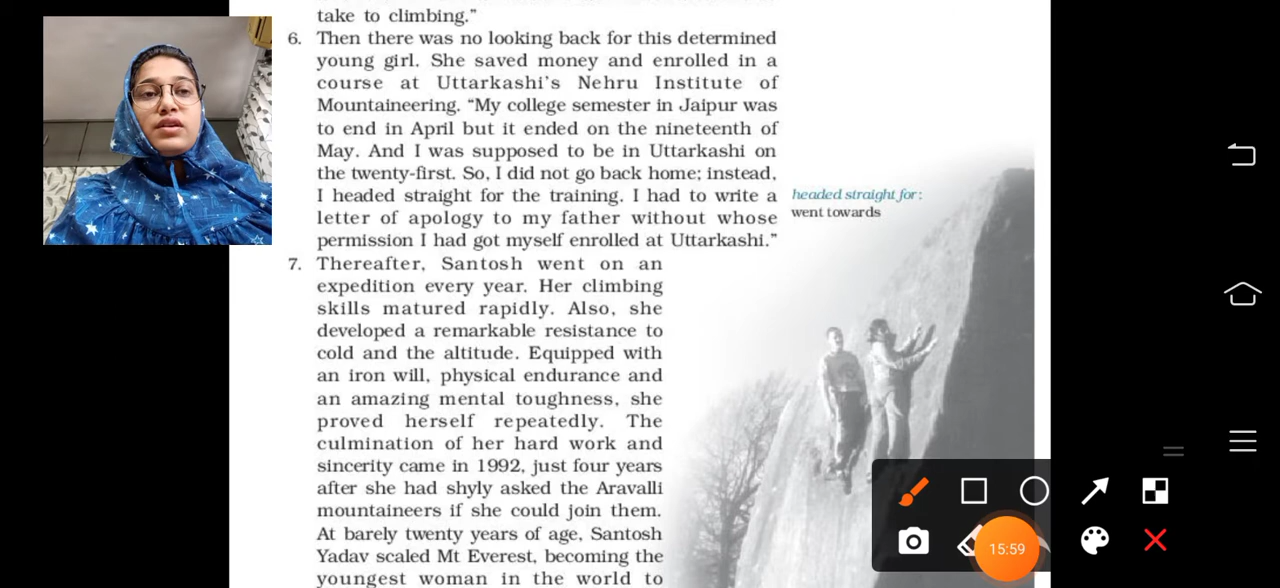 take to climbing.”
6. Then there was no looking back for this determined
young girl. She saved money and enrolled in a
course at Uttarkashi’s Nehru Institute of
Mountaineering. “My college semester in Jaipur was
to end in April but it ended on the nineteenth of
May. And I was supposed to be in Uttarkashi on
the twenty-first. So, I did not go back home; instead,
I headed straight for the training. I had to write a
letter of apology to my father without whose
permission I had got myself enrolled at Uttarkashi.”
headed straight for:
went towards
7. Thereafter, Santosh went on an
expedition every year. Her climbing
skills matured rapidly. Also, she
developed a remarkable resistance to
cold and the altitude. Equipped with
an iron will, physical endurance and
an amazing mental toughness, she
proved herself repeatedly. The
culmination of her hard work and
sincerity came in 1992, just four years
after she had shyly asked the Aravalli
mountaineers if she could join them.
At barely twenty years of age, Santosh
Yadav scaled Mt Everest, becoming the
youngest woman in the world to
15:59